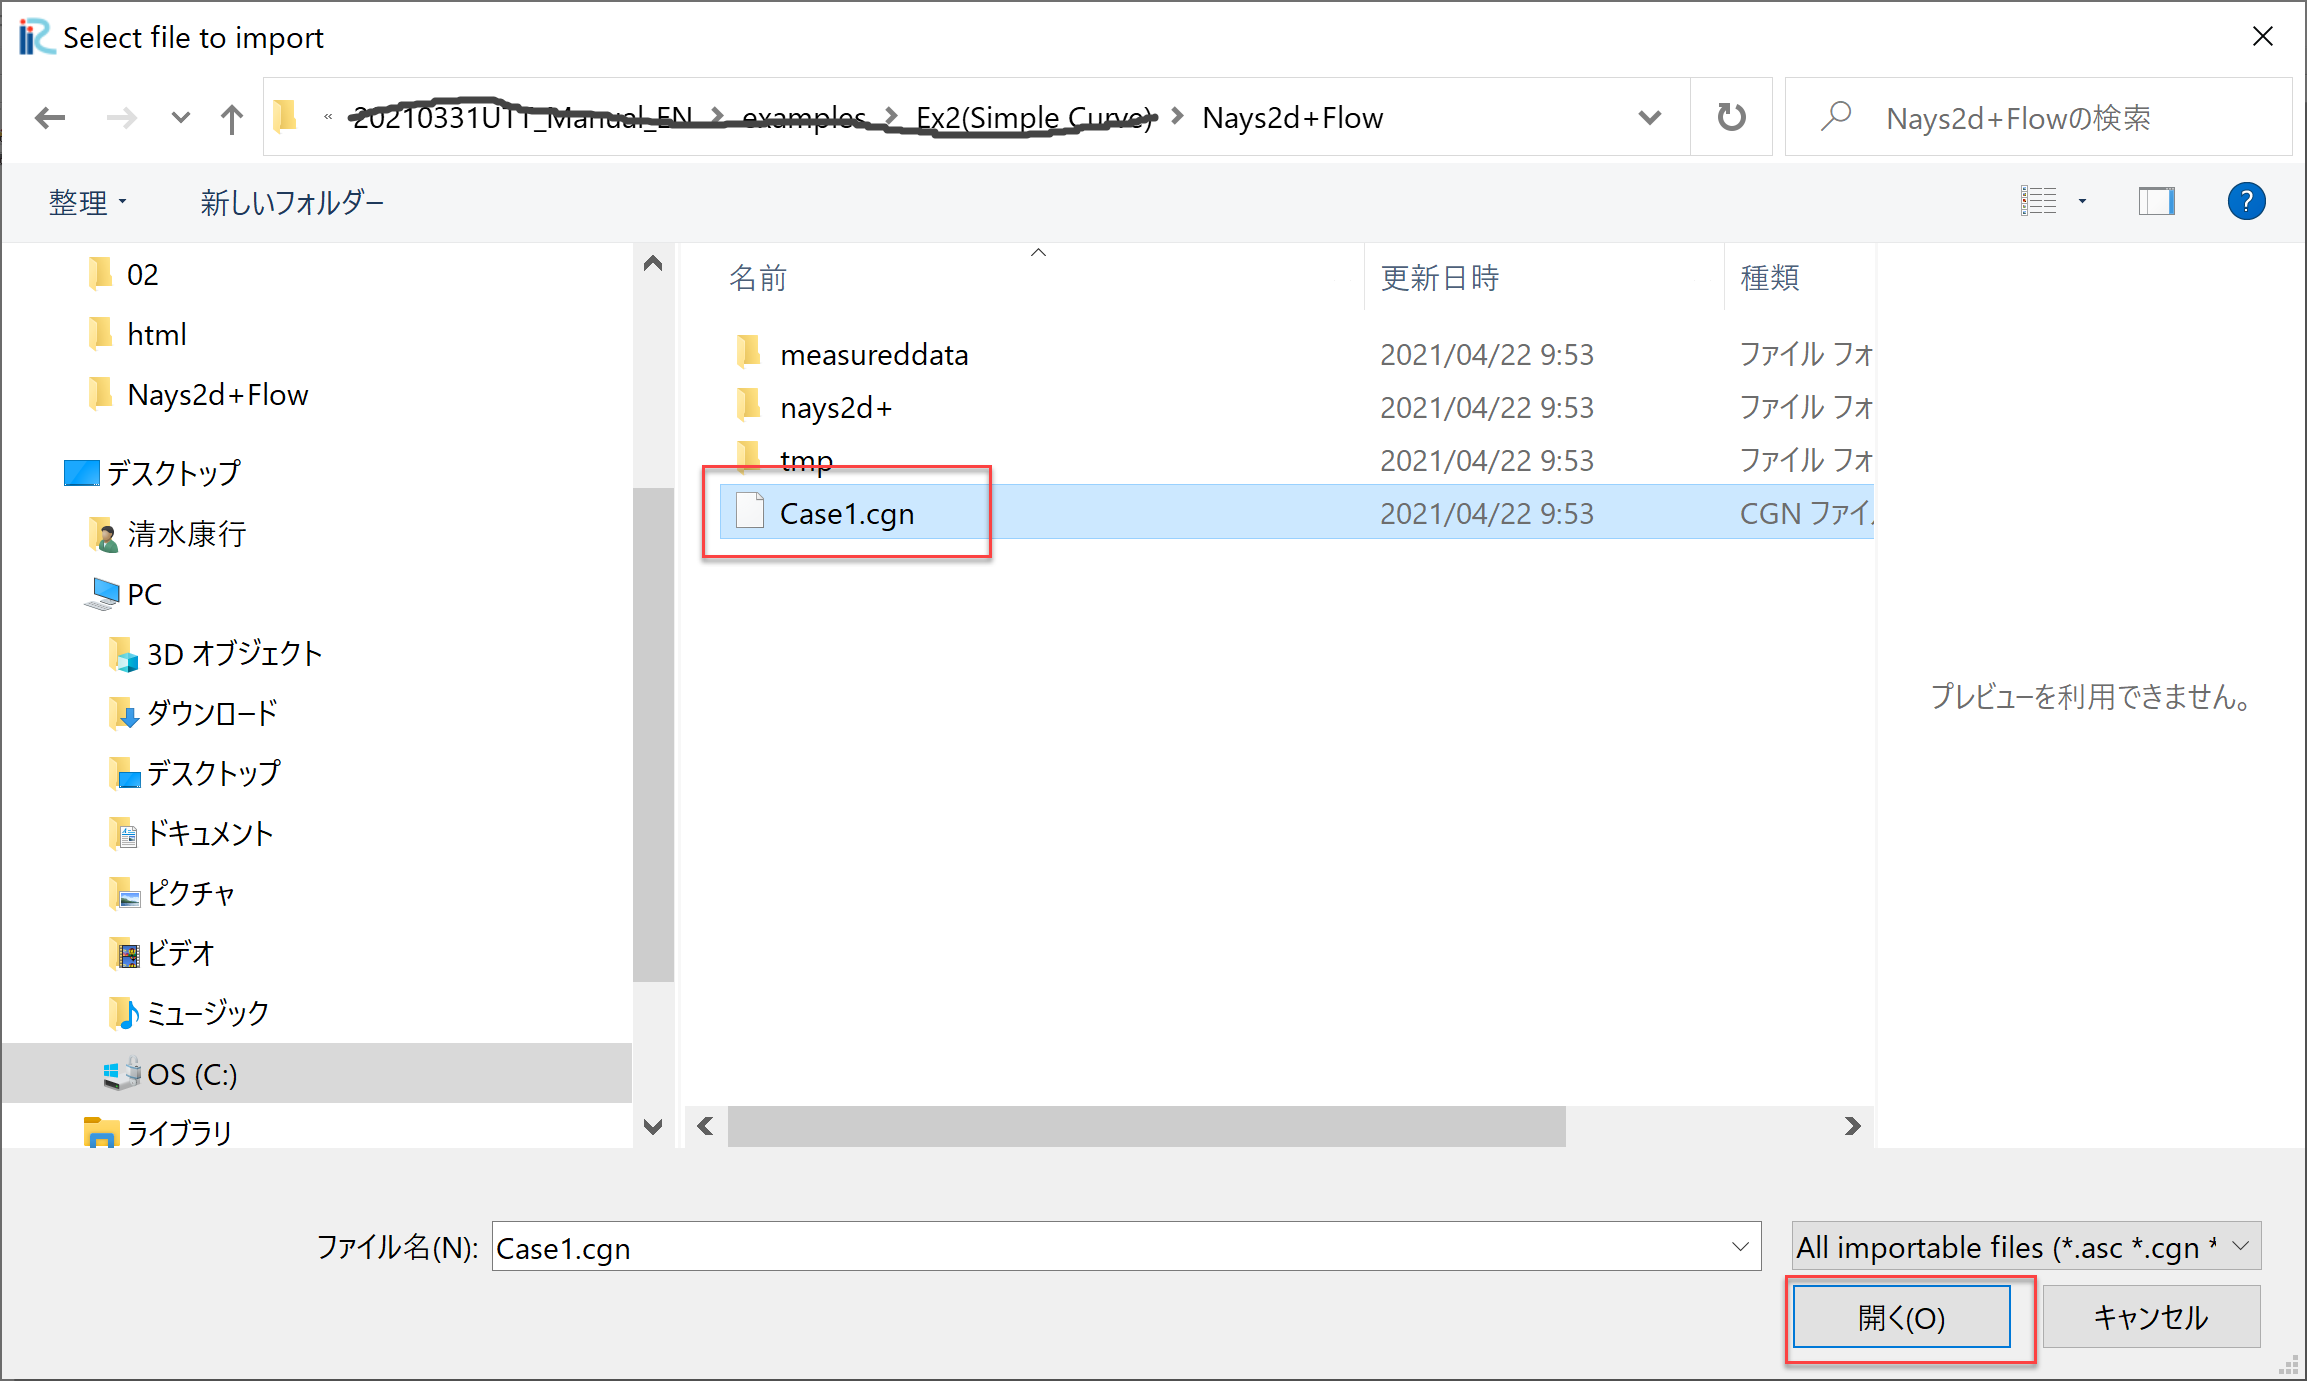 Select file to import
« 20210331UTT_Manual_EN > examples > Ex2(Simple Curve) > Nays2d+Flow
Nays2d+Flowの検索
整理
新しいフォルダー
02
html
Nays2d+Flow
デスクトップ
清水康行
PC
3D オブジェクト
ダウンロード
デスクトップ
ドキュメント
ピクチャ
ビデオ
ミュージック
OS (C:)
ライブラリ
名前 更新日時 種類
measureddata 2021/04/22 9:53 ファイル フォ
nays2d+ 2021/04/22 9:53 ファイル フォ
tmp 2021/04/22 9:53 ファイル フォ
Case1.cgn 2021/04/22 9:53 CGN ファイル
プレビューを利用できません。
ファイル名(N): Case1.cgn
All importable files (*.asc *.cgn *
開く(O)
キャンセル